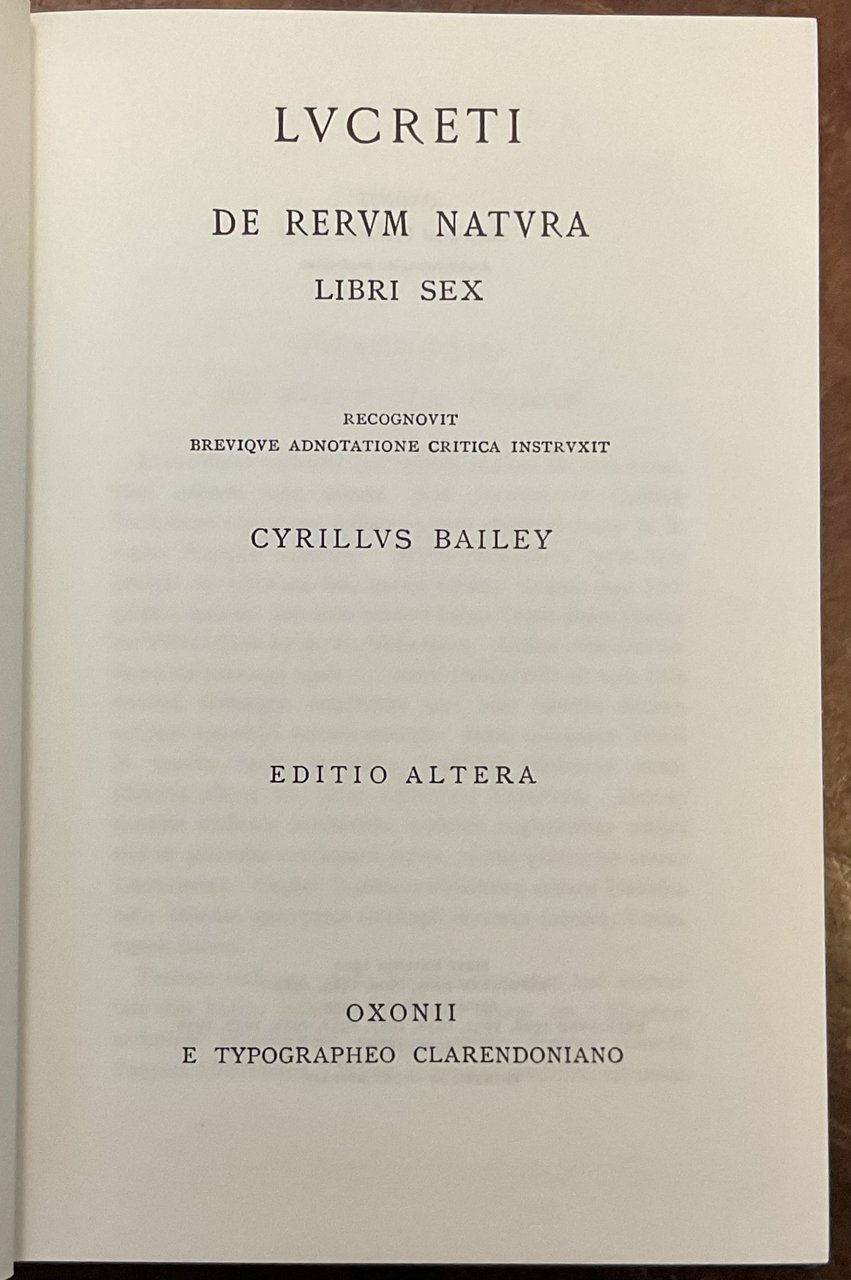 LVCRETI
DE RERVM NATVRA
LIBRI SEX
RECOGNOVIT
BREVIQVE ADNOTATIONE CRITICA INSTRVXIT
CYRILLVS BAILEY
EDITIO ALTERA
OXONII
E TYPOGRAPHEO CLARENDONIANO